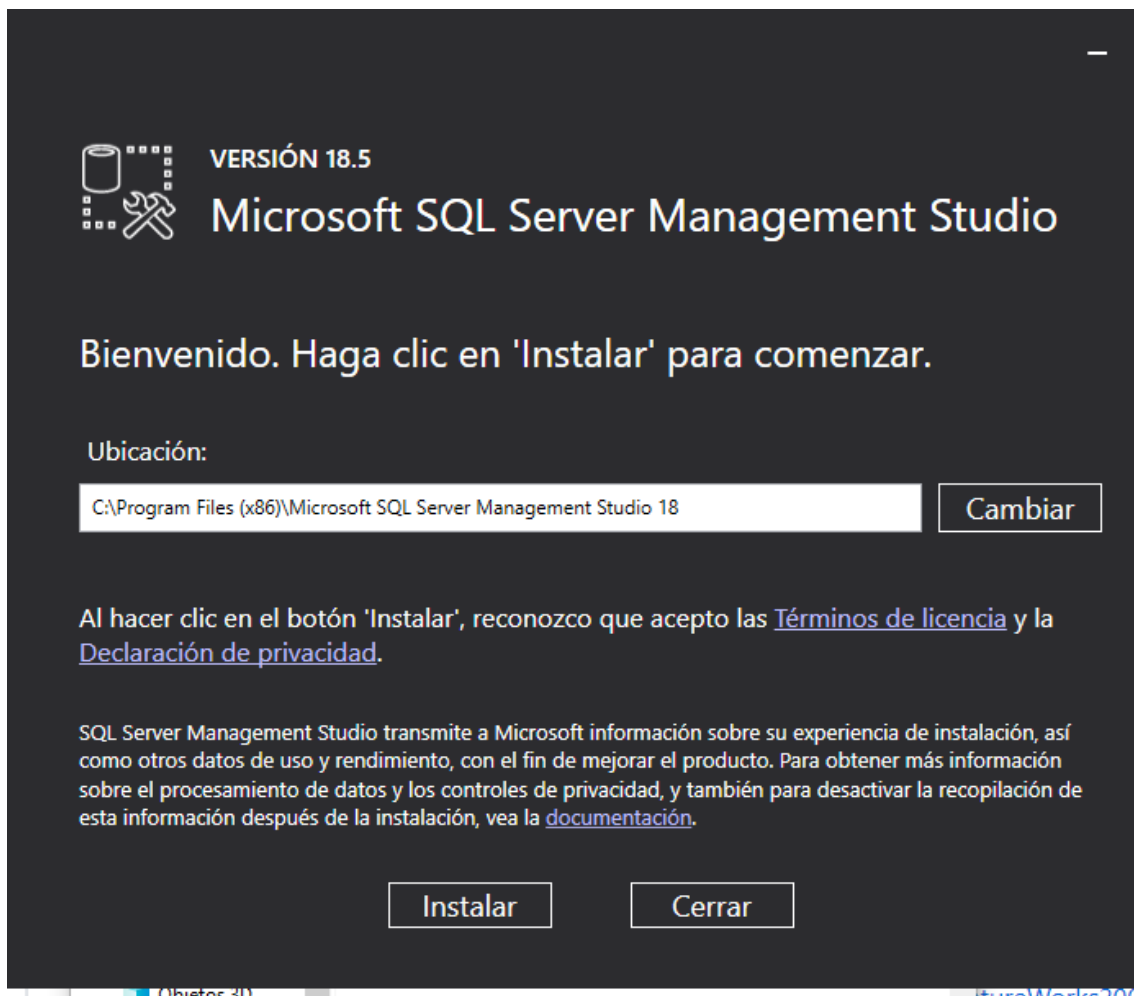 VERSIÓN 18.5
Microsoft SQL Server Management Studio
Bienvenido. Haga clic en 'Instalar' para comenzar.
Ubicación:
C:\Program Files (x86)\Microsoft SQL Server Management Studio 18
Cambiar
Al hacer clic en el botón 'Instalar', reconozco que acepto las Términos de licencia y la
Declaración de privacidad.
SQL Server Management Studio transmite a Microsoft información sobre su experiencia de instalación, así
como otros datos de uso y rendimiento, con el fin de mejorar el producto. Para obtener más información
sobre el procesamiento de datos y los controles de privacidad, y también para desactivar la recopilación de
esta información después de la instalación, vea la documentación.
Instalar
Cerrar
Objetos 3D